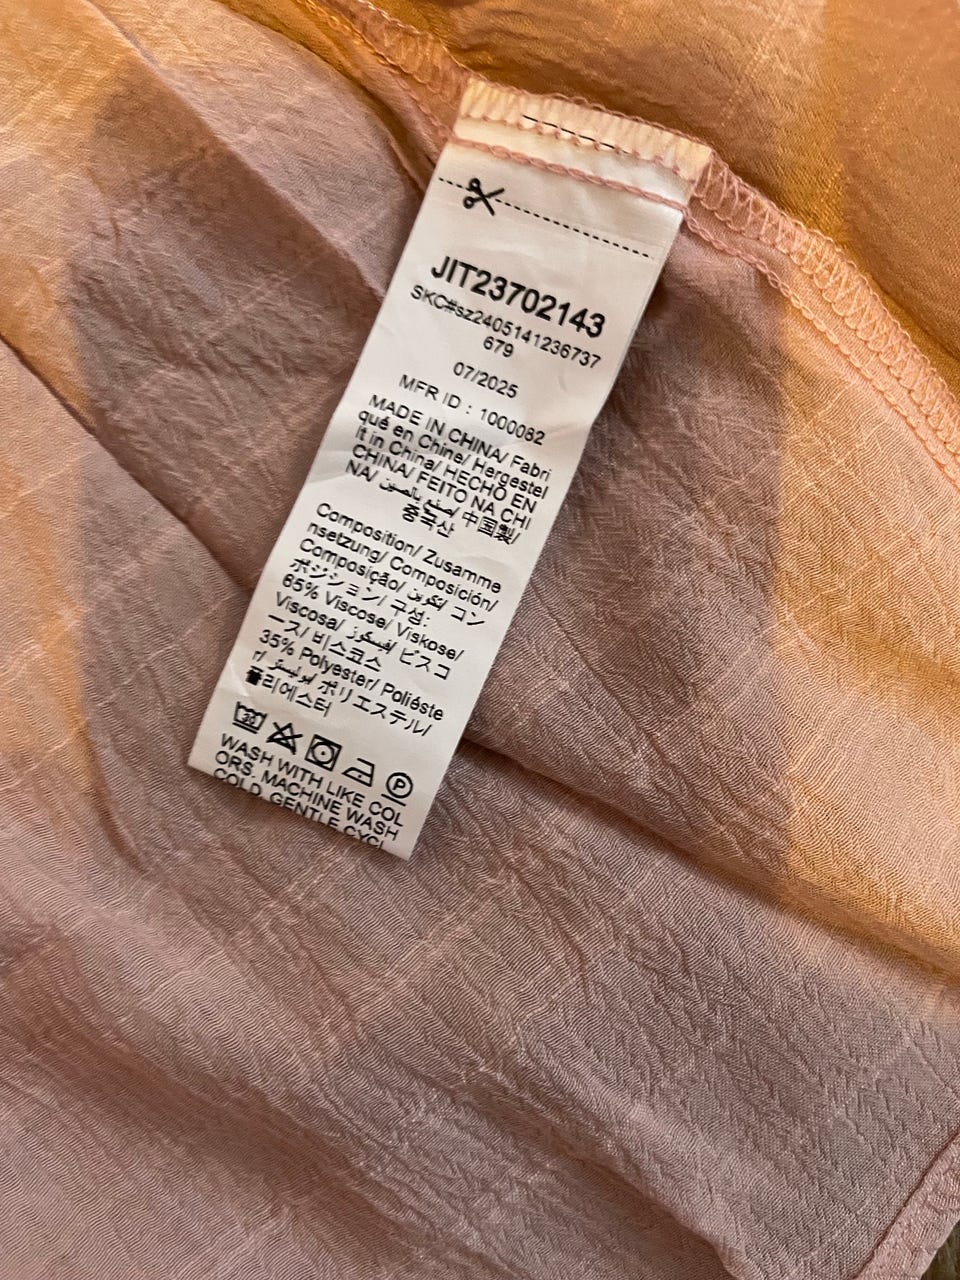 JIT23702143
SKC#sz2405141236737
679
07/2025
MFR ID : 1000082
MADE IN CHINA/ Fabri
qué en Chine/ Hergestel
lt in China/ HECHO EN
CHINA/ FEITO NA CHI
NA/ صنع بالصين/ 中国製/
중국산
Composition/ Zusamme
nsetzung/ Composición/
Composição/ تكوين/ コン
ポジション/ 구성:
65% Viscose/ Viskose/
Viscosa/ فيسكوز/ ビスコ
ース/ 비스코스
35% Polyester/ Poliéste
r/ بوليستر/ ポリエステル/
폴리에스터
30 P
WASH WITH LIKE COL
ORS. MACHINE WASH
COLD. GENTLE CYCL